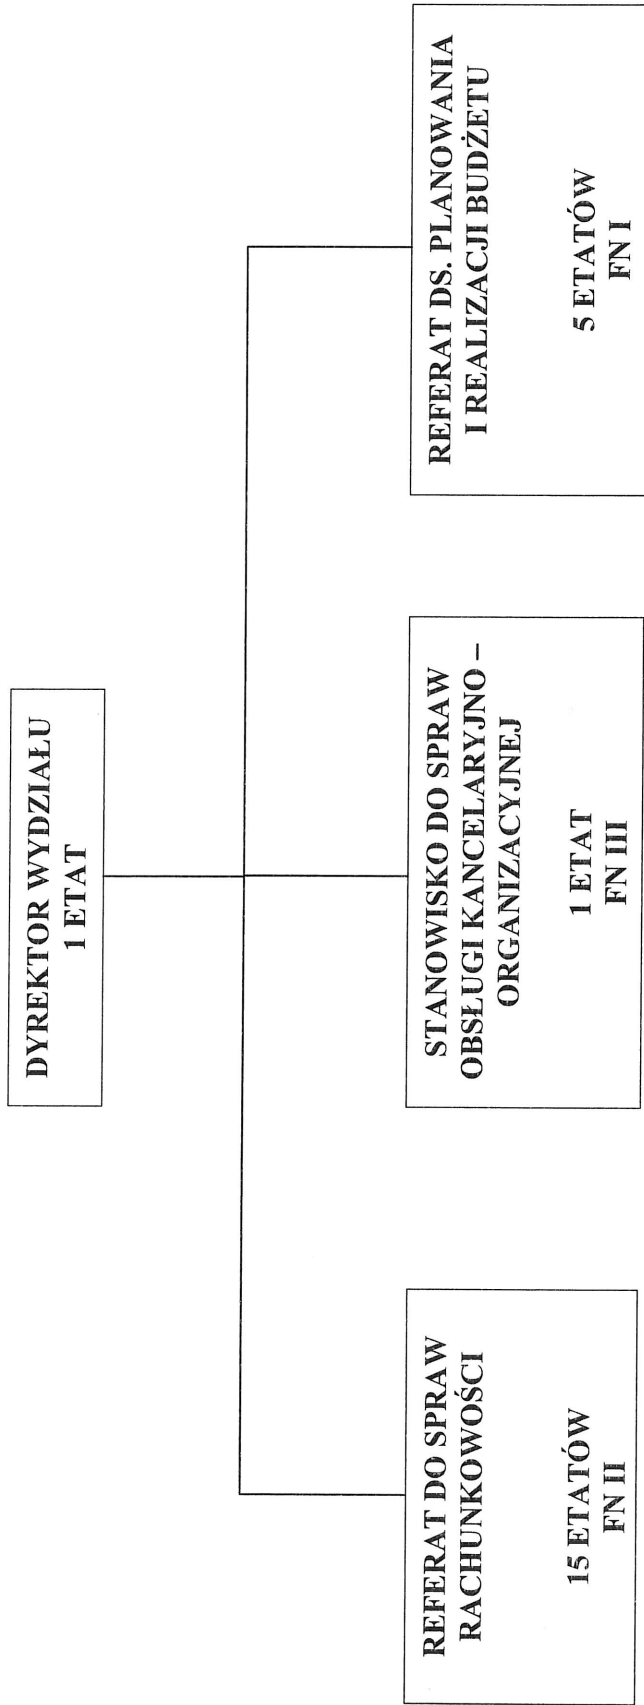 DYREKTOR WYDZIAŁU
1 ETAT
REFERAT DO SPRAW
RACHUNKOWOŚCI
15 ETATÓW
FN II
STANOWISKO DO SPRAW
OBSŁUGI KANCELARYJNO –
ORGANIZACYJNEJ
1 ETAT
FN III
REFERAT DS. PLANOWANIA
I REALIZACJI BUDŻETU
5 ETATÓW
FN I